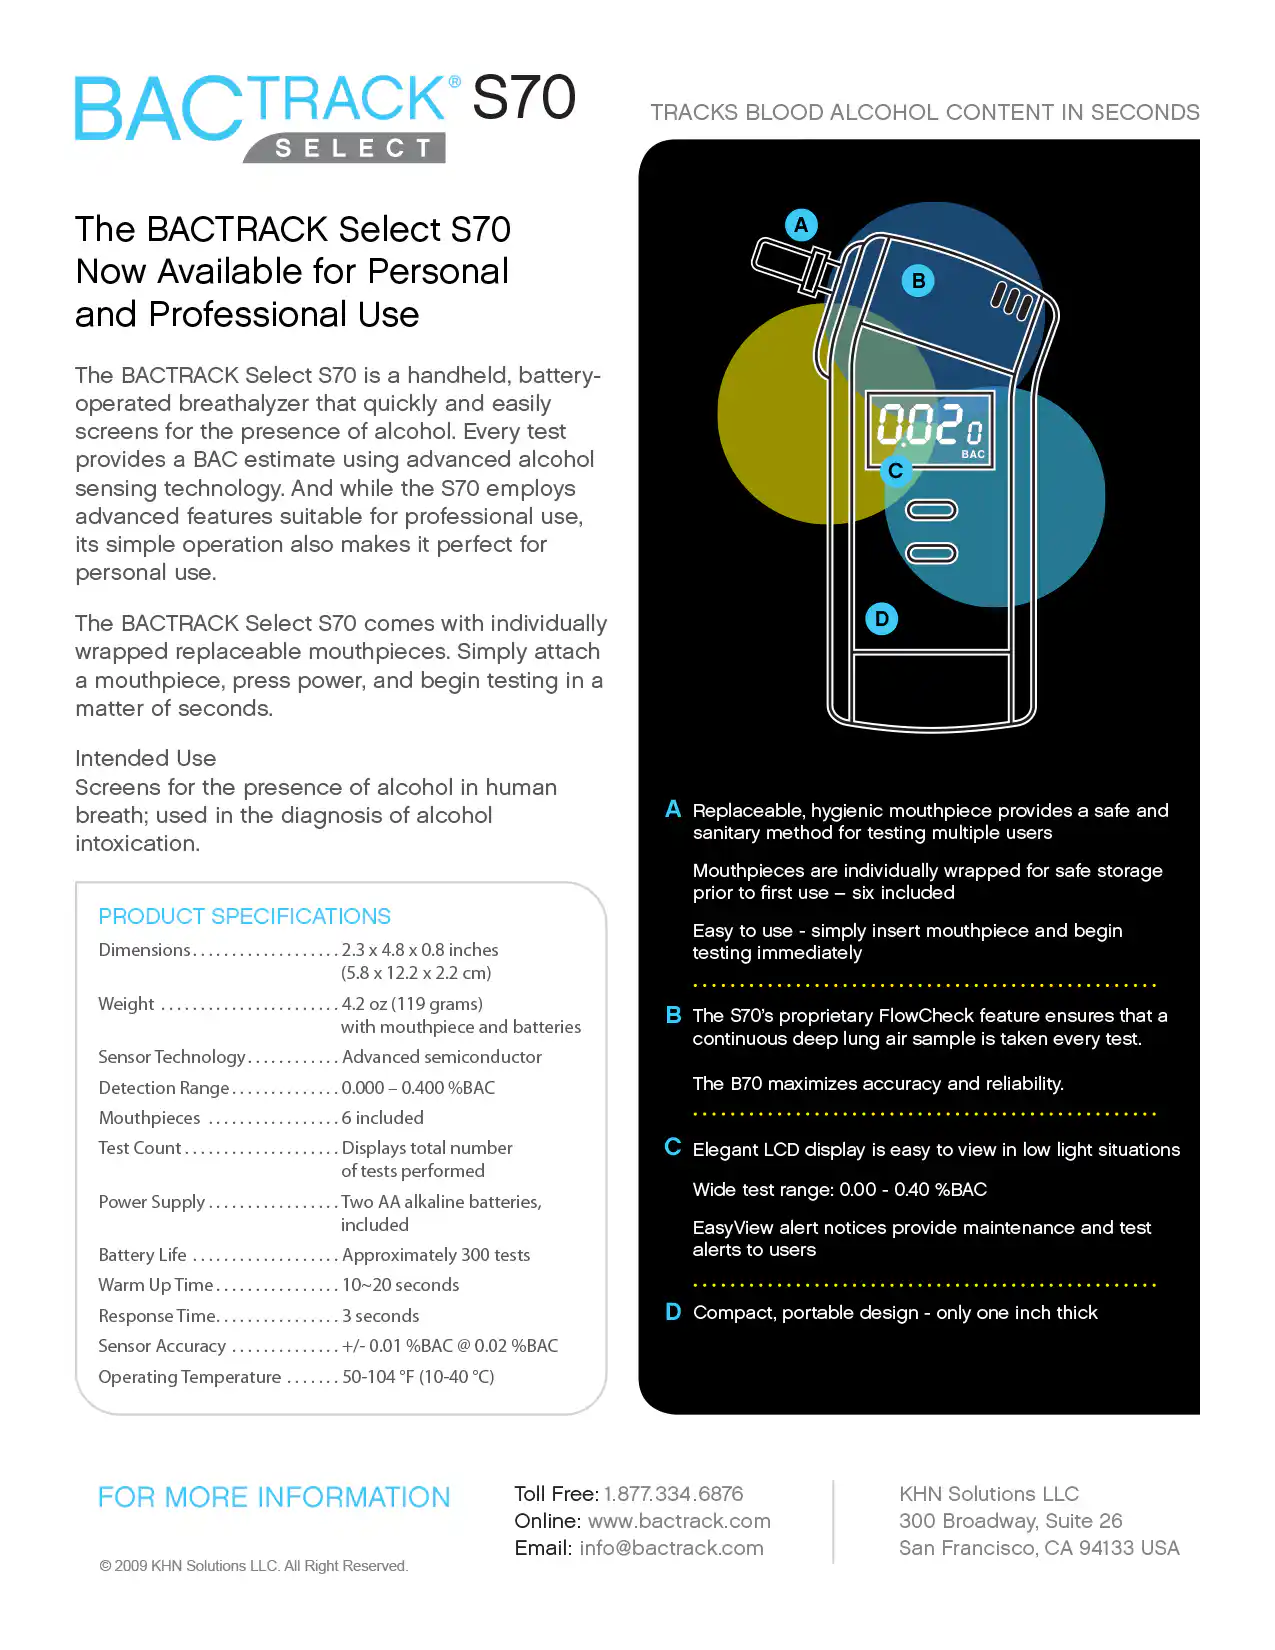 BACTRACK® S70
SELECT
TRACKS BLOOD ALCOHOL CONTENT IN SECONDS
The BACTRACK Select S70
Now Available for Personal
and Professional Use
The BACTRACK Select S70 is a handheld, battery-
operated breathalyzer that quickly and easily
screens for the presence of alcohol. Every test
provides a BAC estimate using advanced alcohol
sensing technology. And while the S70 employs
advanced features suitable for professional use,
its simple operation also makes it perfect for
personal use.
The BACTRACK Select S70 comes with individually
wrapped replaceable mouthpieces. Simply attach
a mouthpiece, press power, and begin testing in a
matter of seconds.
Intended Use
Screens for the presence of alcohol in human
breath; used in the diagnosis of alcohol
intoxication.
PRODUCT SPECIFICATIONS
Dimensions . . . . . . . . . . . . . . . . . . . 2.3 x 4.8 x 0.8 inches
(5.8 x 12.2 x 2.2 cm)
Weight . . . . . . . . . . . . . . . . . . . . . . . 4.2 oz (119 grams)
with mouthpiece and batteries
Sensor Technology . . . . . . . . . . . . Advanced semiconductor
Detection Range . . . . . . . . . . . . . . 0.000 – 0.400 %BAC
Mouthpieces . . . . . . . . . . . . . . . . . 6 included
Test Count . . . . . . . . . . . . . . . . . . . . Displays total number
of tests performed
Power Supply . . . . . . . . . . . . . . . . . Two AA alkaline batteries,
included
Battery Life . . . . . . . . . . . . . . . . . . . Approximately 300 tests
Warm Up Time . . . . . . . . . . . . . . . . 10~20 seconds
Response Time . . . . . . . . . . . . . . . . 3 seconds
Sensor Accuracy . . . . . . . . . . . . . . +/- 0.01 %BAC @ 0.02 %BAC
Operating Temperature . . . . . . . 50-104 °F (10-40 °C)
A
B
0.020
BAC
C
D
A Replaceable, hygienic mouthpiece provides a safe and
sanitary method for testing multiple users
Mouthpieces are individually wrapped for safe storage
prior to first use – six included
Easy to use - simply insert mouthpiece and begin
testing immediately
B The S70's proprietary FlowCheck feature ensures that a
continuous deep lung air sample is taken every test.
The B70 maximizes accuracy and reliability.
C Elegant LCD display is easy to view in low light situations
Wide test range: 0.00 - 0.40 %BAC
EasyView alert notices provide maintenance and test
alerts to users
D Compact, portable design - only one inch thick
FOR MORE INFORMATION
© 2009 KHN Solutions LLC. All Right Reserved.
Toll Free: 1.877.334.6876
Online: www.bactrack.com
Email: info@bactrack.com
KHN Solutions LLC
300 Broadway, Suite 26
San Francisco, CA 94133 USA